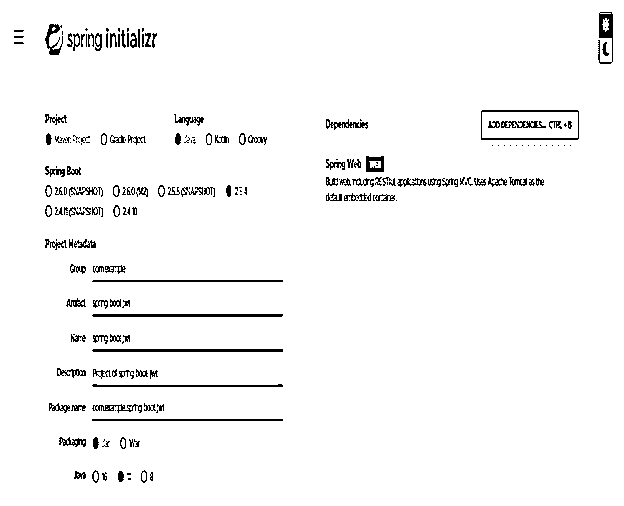 spring initializr
Project
Language
Maven Project Gradle Project
Java Kotlin Groovy
Dependencies
ADD DEPENDENCIES... CTRL + B
Spring Boot
2.6.0 (SNAPSHOT) 2.6.0 (M2) 2.5.5 (SNAPSHOT) 2.5.4
2.4.11 (SNAPSHOT) 2.4.10
Spring Web WEB
Build web, including RESTful, applications using Spring MVC. Uses Apache Tomcat as the
default embedded container.
Project Metadata
Group com.example
Artifact spring boot jwt
Name spring boot jwt
Description Project of spring boot jwt
Package name com.example.spring boot jwt
Packaging Jar War
Java 16 11 8